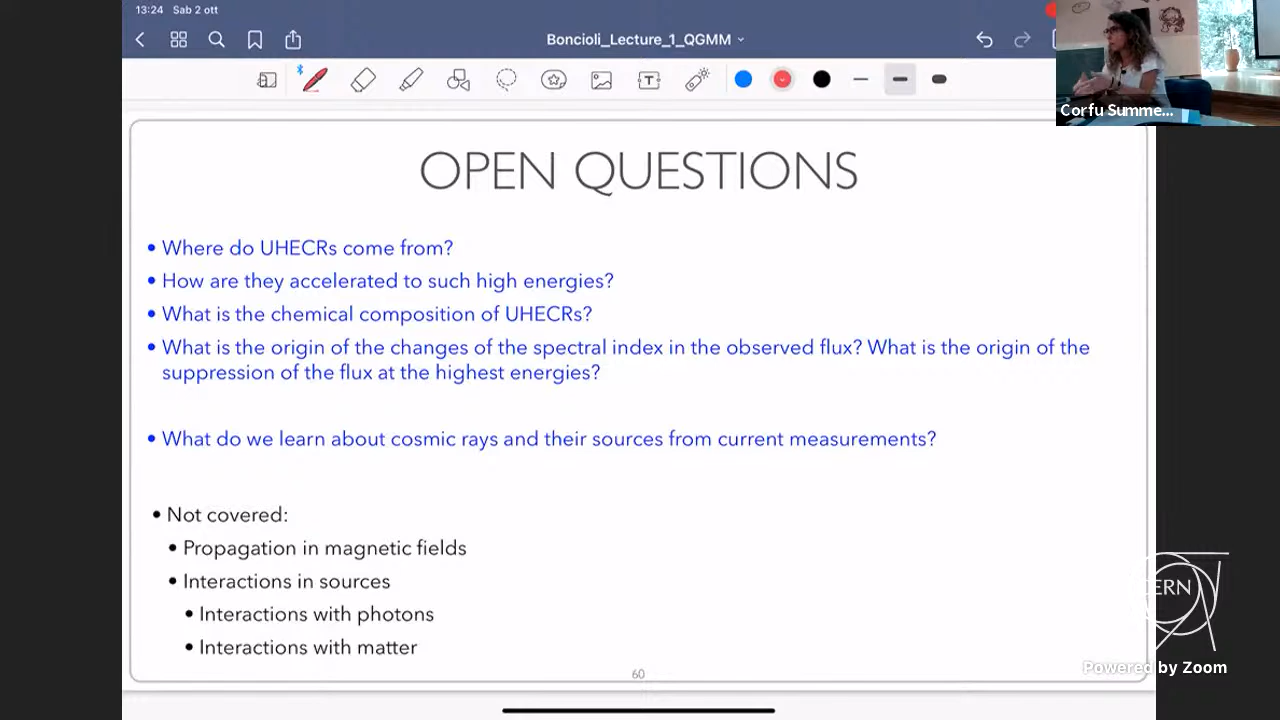 13:24 Sab 2 ott
Boncioli_Lecture_1_QGMM
Corfu Summe...
OPEN QUESTIONS
• Where do UHECRs come from?
• How are they accelerated to such high energies?
• What is the chemical composition of UHECRs?
• What is the origin of the changes of the spectral index in the observed flux? What is the origin of the
suppression of the flux at the highest energies?
• What do we learn about cosmic rays and their sources from current measurements?
• Not covered:
• Propagation in magnetic fields
• Interactions in sources
• Interactions with photons
• Interactions with matter
60
CERN
Powered by Zoom